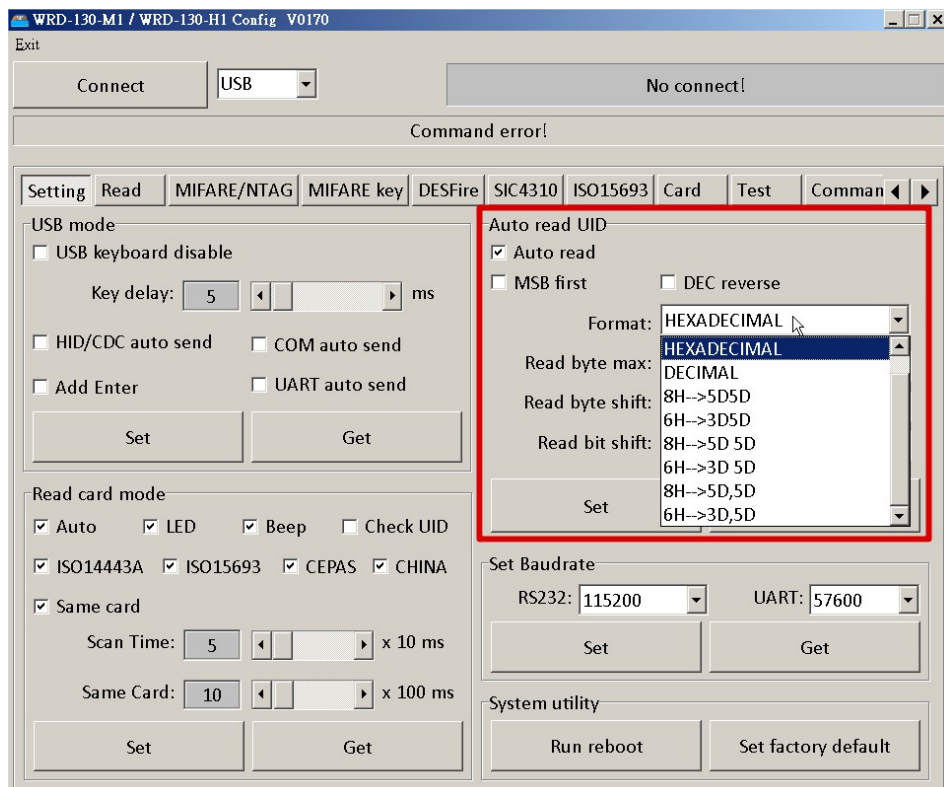 WRD-130-M1 / WRD-130-H1 Config V0170
Exit
Connect
USB
No connect!
Command error!
Setting Read MIFARE/NTAG MIFARE key DESFire SIC4310 ISO15693 Card Test Comman
USB mode
USB keyboard disable
Key delay: 5 ms
HID/CDC auto send COM auto send
Add Enter UART auto send
Set Get
Read card mode
Auto LED Beep Check UID
ISO14443A ISO15693 CEPAS CHINA
Same card
Scan Time: 5 x 10 ms
Same Card: 10 x 100 ms
Set Get
Auto read UID
Auto read
MSB first DEC reverse
Format: HEXADECIMAL
Read byte max:
Read byte shift:
Read bit shift:
HEXADECIMAL
DECIMAL
8H-->5D5D
6H-->3D5D
8H-->5D 5D
6H-->3D 5D
8H-->5D,5D
6H-->3D,5D
Set
Set Baudrate
RS232: 115200 UART: 57600
Set Get
System utility
Run reboot Set factory default